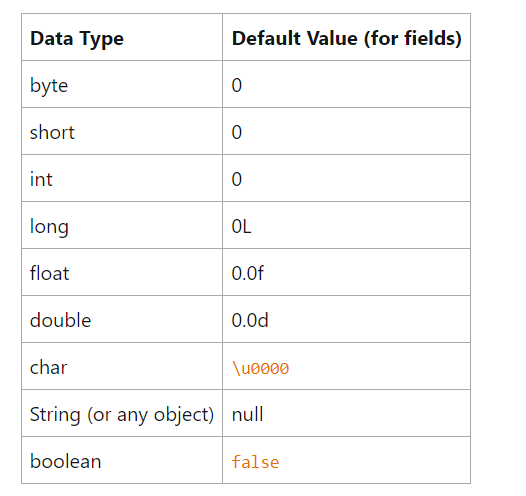 Data Type Default Value (for fields)
byte 0
short 0
int 0
long 0L
float 0.0f
double 0.0d
char \u0000
String (or any object) null
boolean false